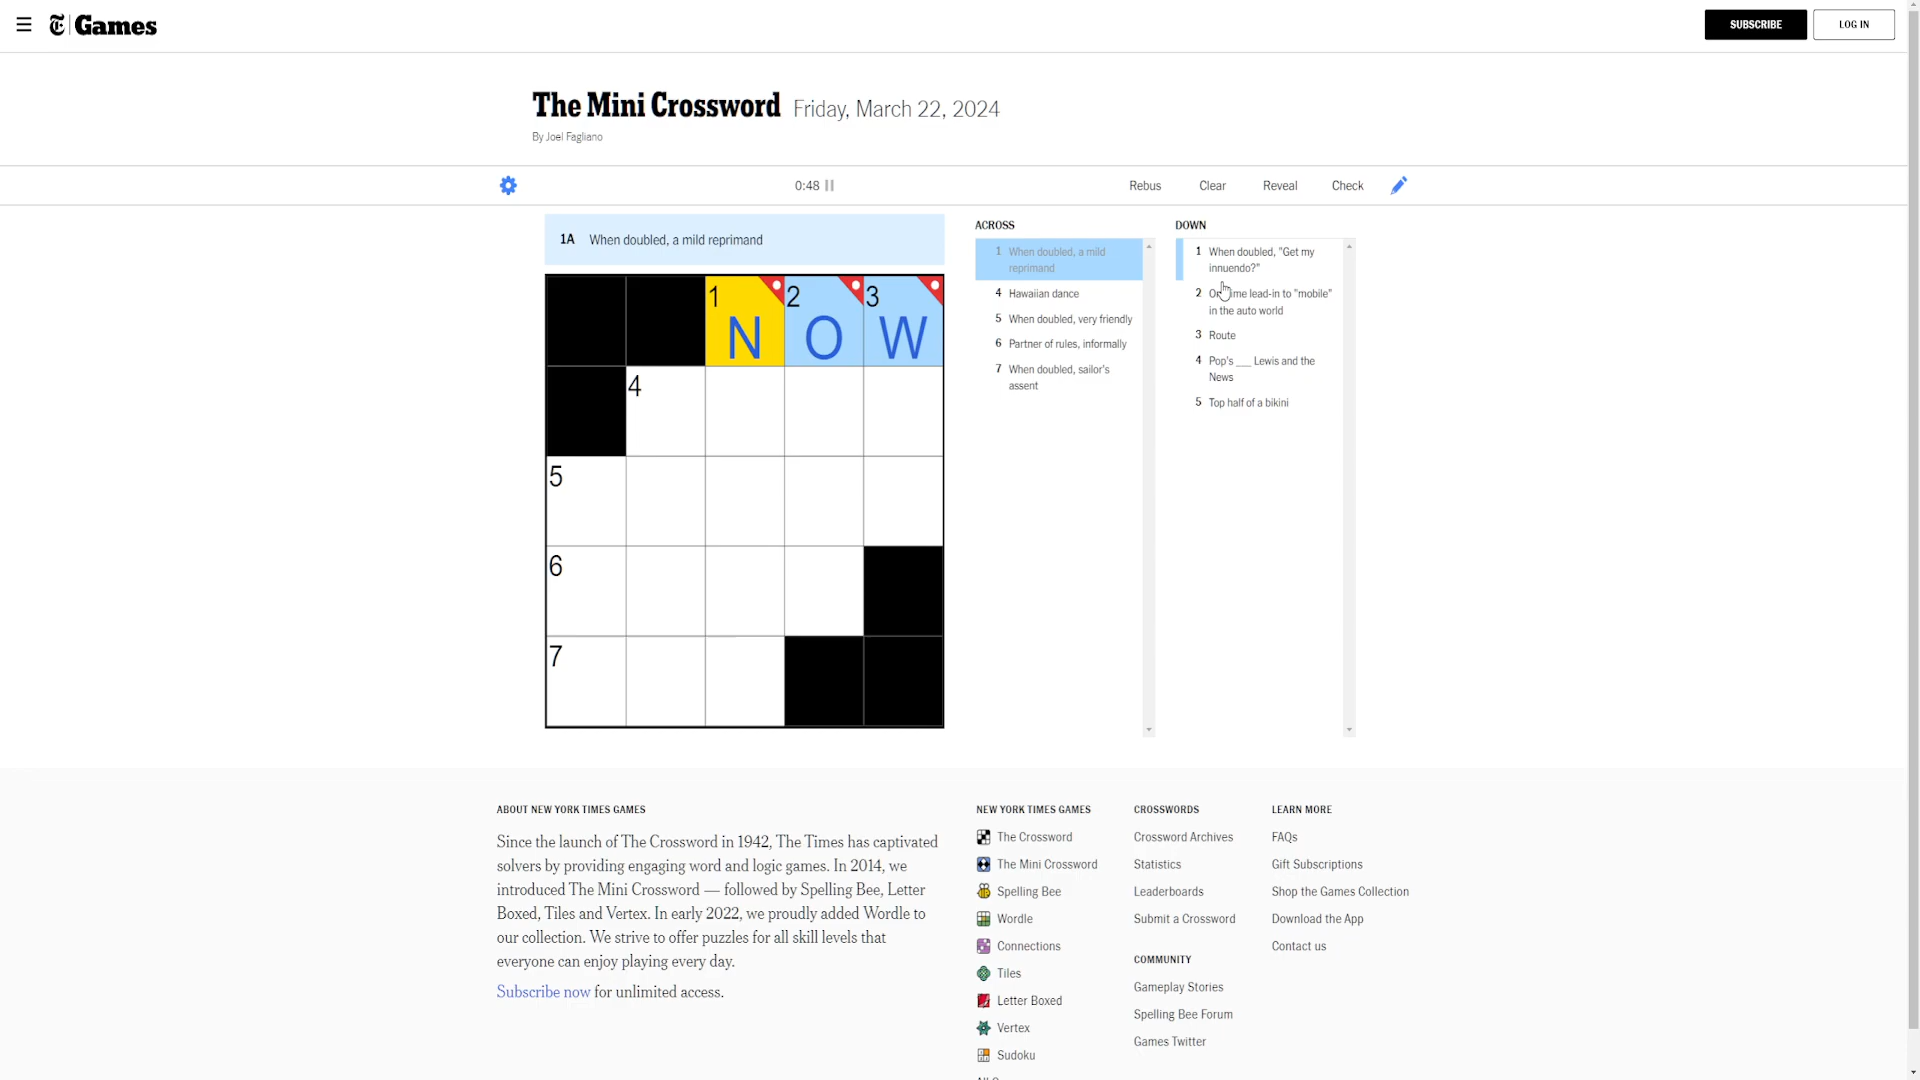 Games
SUBSCRIBE
LOG IN
The Mini Crossword Friday, March 22, 2024
By Joel Fagliano
0:48
Rebus
Clear
Reveal
Check
1A When doubled, a mild reprimand
1 N
2 O
3 W
4
5
6
7
ACROSS
1 When doubled, a mild
reprimand
4 Hawaiian dance
5 When doubled, very friendly
6 Partner of rules, informally
7 When doubled, sailor's
assent
DOWN
1 When doubled, "Get my
innuendo?"
2 lead-in to "mobile"
in the auto world
3 Route
4 Pop's ___ Lewis and the
News
5 Top half of a bikini
ABOUT NEW YORK TIMES GAMES
Since the launch of The Crossword in 1942, The Times has captivated
solvers by providing engaging word and logic games. In 2014, we
introduced The Mini Crossword — followed by Spelling Bee, Letter
Boxed, Tiles and Vertex. In early 2022, we proudly added Wordle to
our collection. We strive to offer puzzles for all skill levels that
everyone can enjoy playing every day.
Subscribe now for unlimited access.
NEW YORK TIMES GAMES
The Crossword
The Mini Crossword
Spelling Bee
Wordle
Connections
Tiles
Letter Boxed
Vertex
Sudoku
CROSSWORDS
Crossword Archives
Statistics
Leaderboards
Submit a Crossword
COMMUNITY
Gameplay Stories
Spelling Bee Forum
Games Twitter
LEARN MORE
FAQs
Gift Subscriptions
Shop the Games Collection
Download the App
Contact us